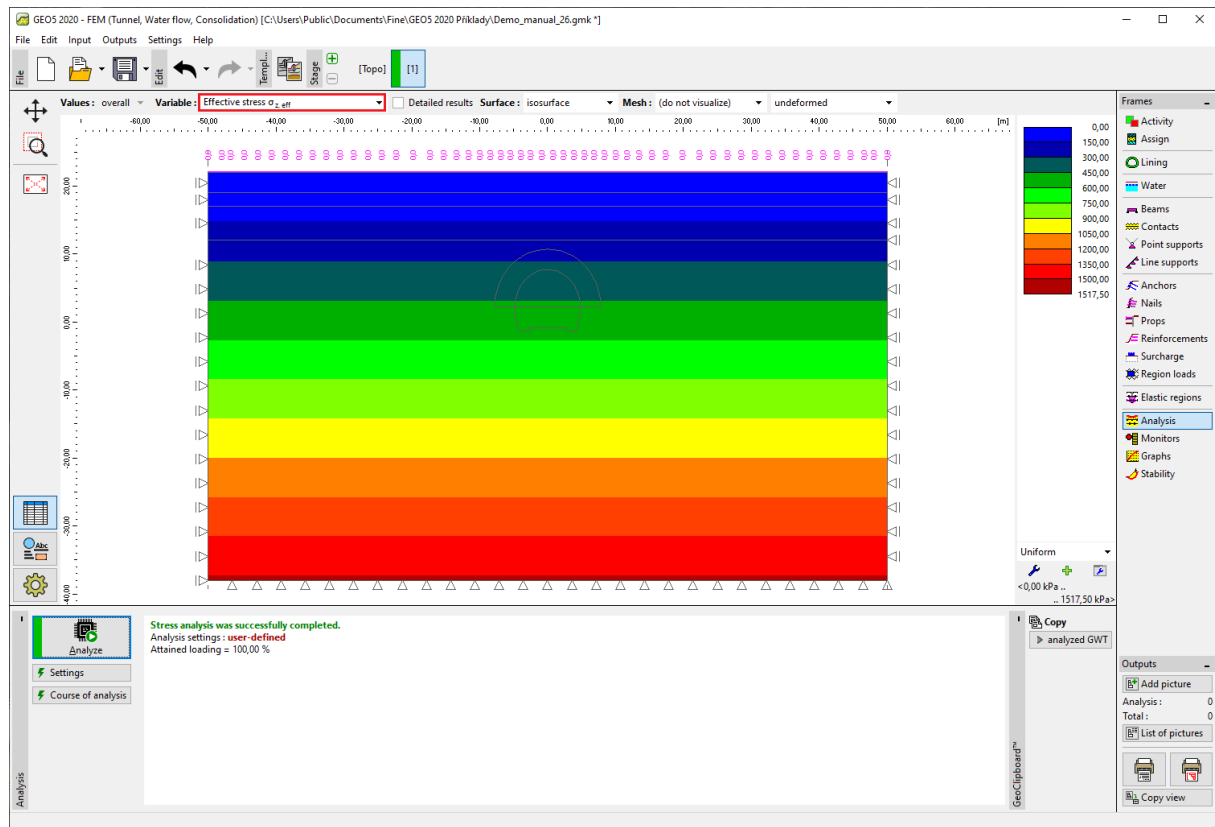 GEO5 2020 - FEM (Tunnel, Water flow, Consolidation) [C:\Users\Public\Documents\Fine\GEO5 2020 Příklady\Demo_manual_26.gmk *]
File Edit Input Outputs Settings Help
File
Edit
Templ...
Stage
[Topo] [1]
Values : overall Variable : Effective stress σz, eff Detailed results Surface : isosurface Mesh : (do not visualize) undeformed
-60,00 -50,00 -40,00 -30,00 -20,00 -10,00 0,00 10,00 20,00 30,00 40,00 50,00 60,00 [m]
20,00
10,00
0,00
-10,00
-20,00
-30,00
-40,00
0,00
150,00
300,00
450,00
600,00
750,00
900,00
1050,00
1200,00
1350,00
1500,00
1517,50
Uniform
<0,00 kPa ..
.. 1517,50 kPa>
Frames
Activity
Assign
Lining
Water
Beams
Contacts
Point supports
Line supports
Anchors
Nails
Props
Reinforcements
Surcharge
Region loads
Elastic regions
Analysis
Monitors
Graphs
Stability
Abc
Analyze
Settings
Course of analysis
Analysis
Stress analysis was successfully completed.
Analysis settings : user-defined
Attained loading = 100,00 %
GeoClipboard™
Copy
analyzed GWT
Outputs
Add picture
Analysis : 0
Total : 0
List of pictures
Copy view